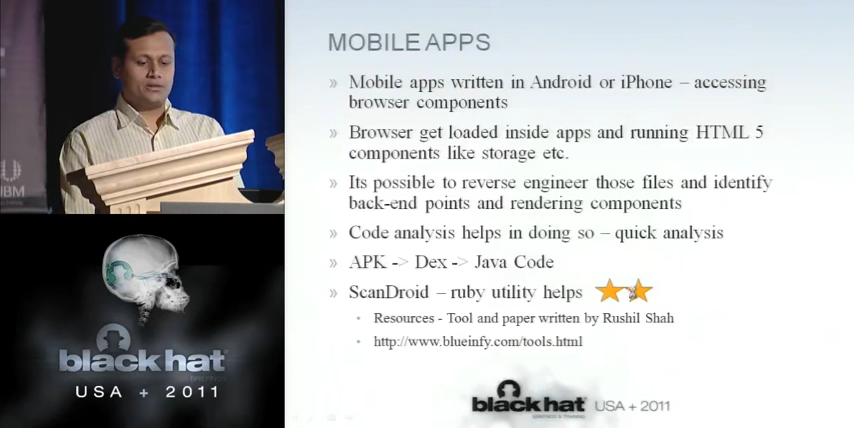 IBM
black hat
USA + 2011
MOBILE APPS
» Mobile apps written in Android or iPhone – accessing
browser components
» Browser get loaded inside apps and running HTML 5
components like storage etc.
» Its possible to reverse engineer those files and identify
back-end points and rendering components
» Code analysis helps in doing so – quick analysis
» APK -> Dex -> Java Code
» ScanDroid – ruby utility helps
• Resources - Tool and paper written by Rushil Shah
• http://www.blueinfy.com/tools.html
black hat USA + 2011